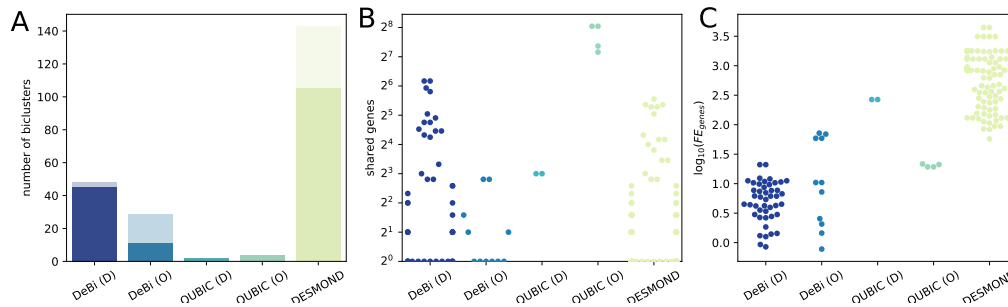 A
number of biclusters
140
120
100
80
60
40
20
0
DeBi (D)
DeBi (O)
QUBIC (D)
QUBIC (O)
DESMOND
B
shared genes
2⁸
2⁷
2⁶
2⁵
2⁴
2³
2²
2¹
2⁰
DeBi (D)
DeBi (O)
QUBIC (D)
QUBIC (O)
DESMOND
C
log₁₀(FE_genes)
3.5
3.0
2.5
2.0
1.5
1.0
0.5
0.0
DeBi (D)
DeBi (O)
QUBIC (D)
QUBIC (O)
DESMOND